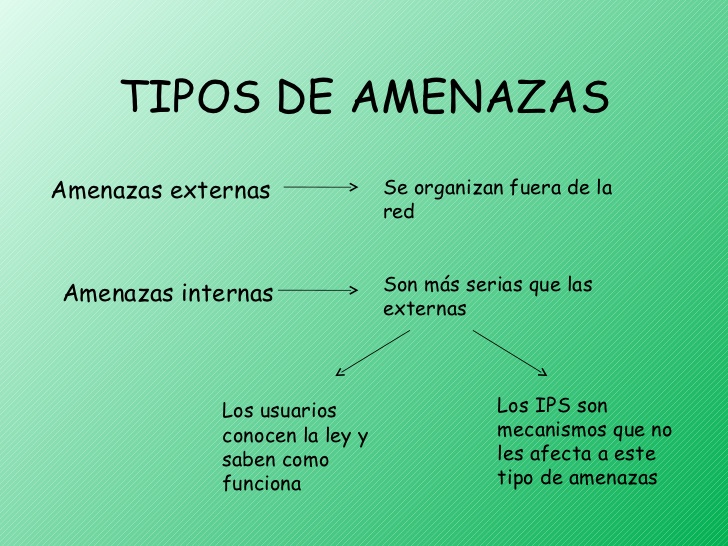 TIPOS DE AMENAZAS
Amenazas externas
Se organizan fuera de la
red
Amenazas internas
Son más serias que las
externas
Los usuarios
conocen la ley y
saben como
funciona
Los IPS son
mecanismos que no
les afecta a este
tipo de amenazas